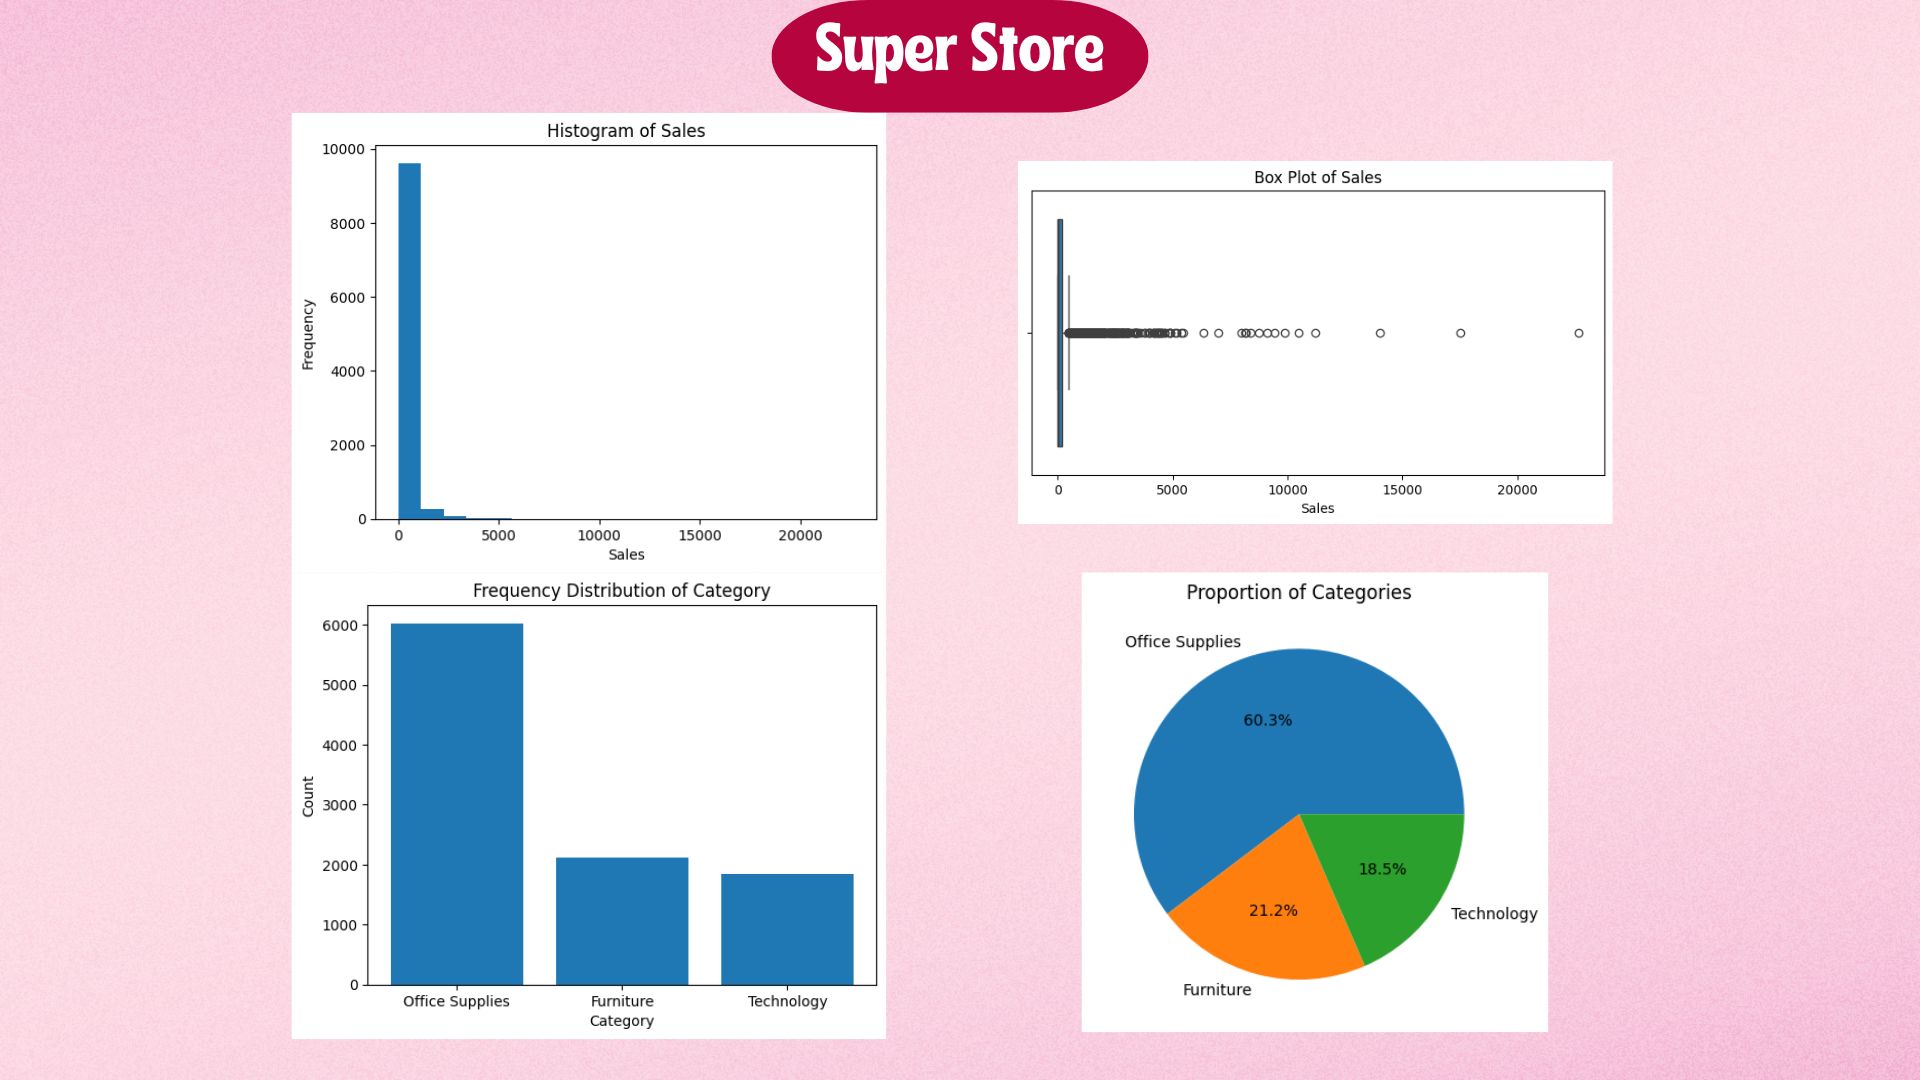 Super Store
Histogram of Sales
10000
8000
6000
4000
2000
0
Frequency
0 5000 10000 15000 20000
Sales
Box Plot of Sales
0 5000 10000 15000 20000
Sales
Frequency Distribution of Category
6000
5000
4000
3000
2000
1000
0
Count
Office Supplies Furniture Technology
Category
Proportion of Categories
Office Supplies
60.3%
18.5%
21.2%
Technology
Furniture